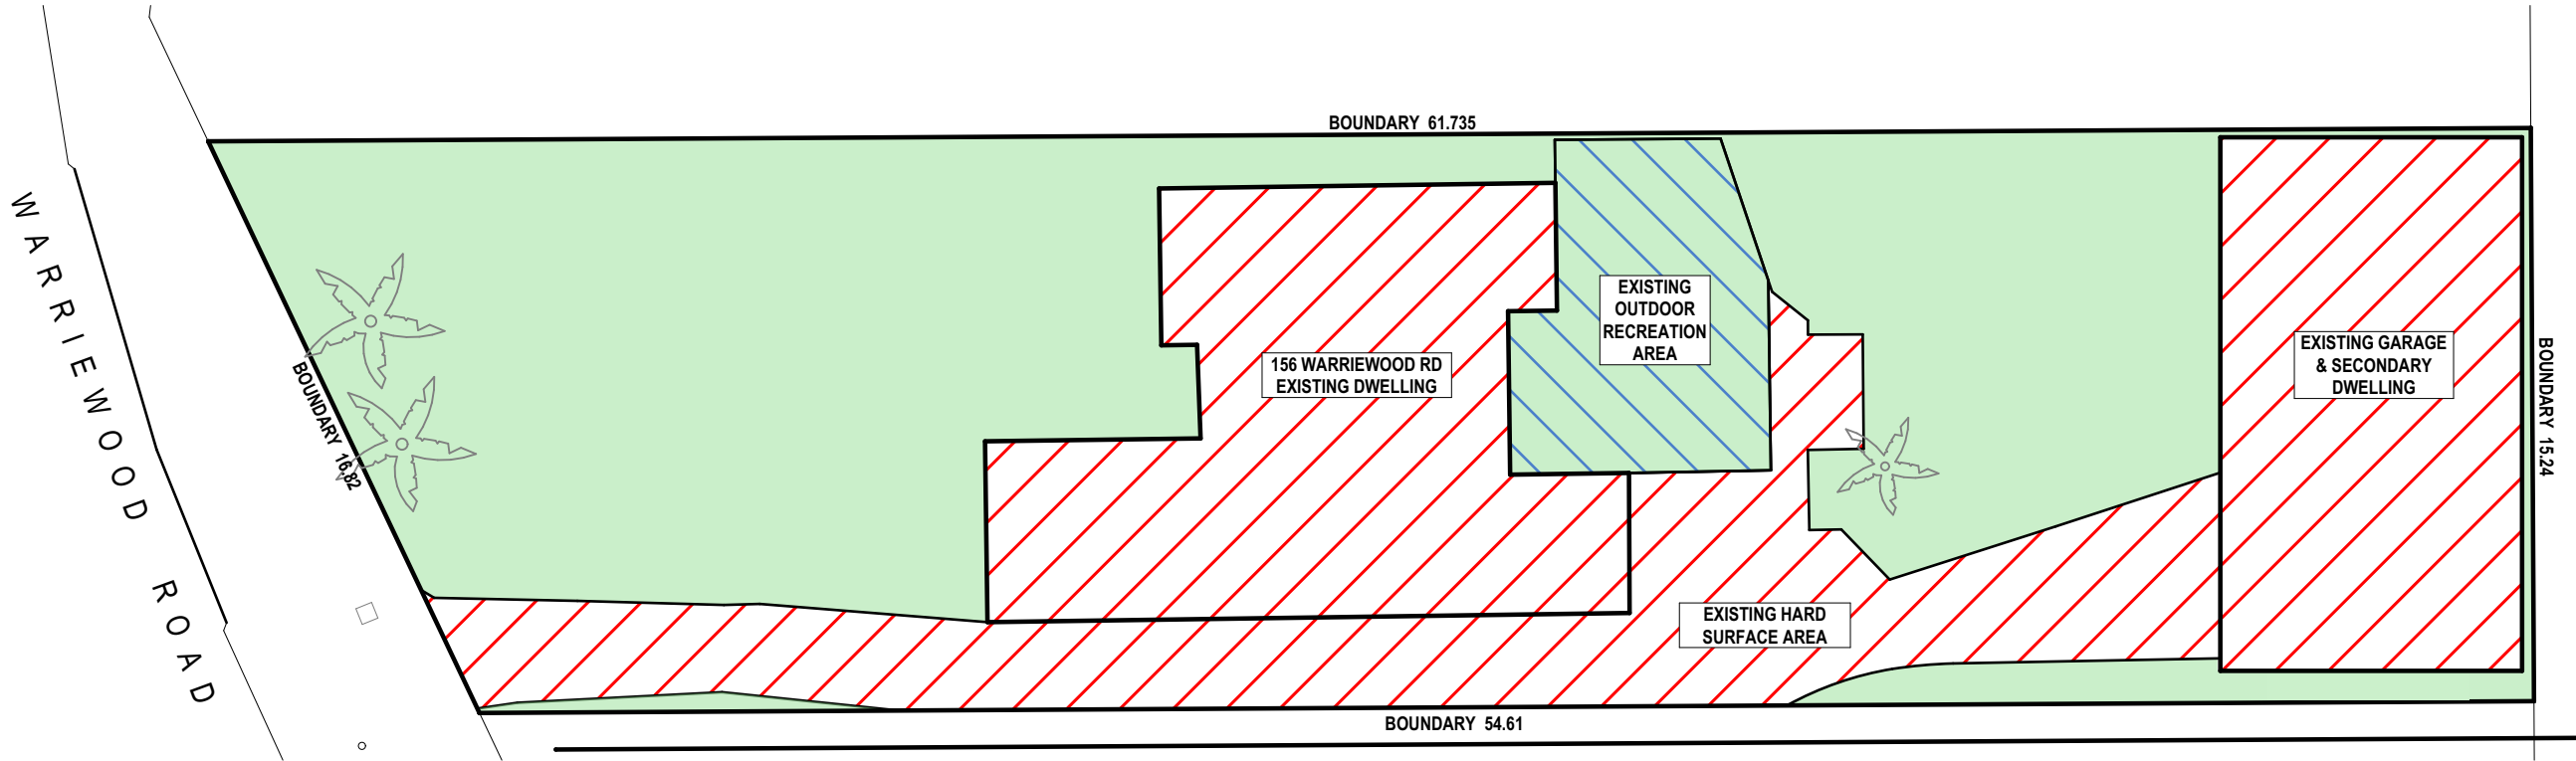 BOUNDARY 61.735
WARRIEWOOD ROAD
BOUNDARY 16.82
156 WARRIEWOOD RD
EXISTING DWELLING
EXISTING
OUTDOOR
RECREATION
AREA
EXISTING GARAGE
& SECONDARY
DWELLING
BOUNDARY 15.24
EXISTING HARD
SURFACE AREA
BOUNDARY 54.61